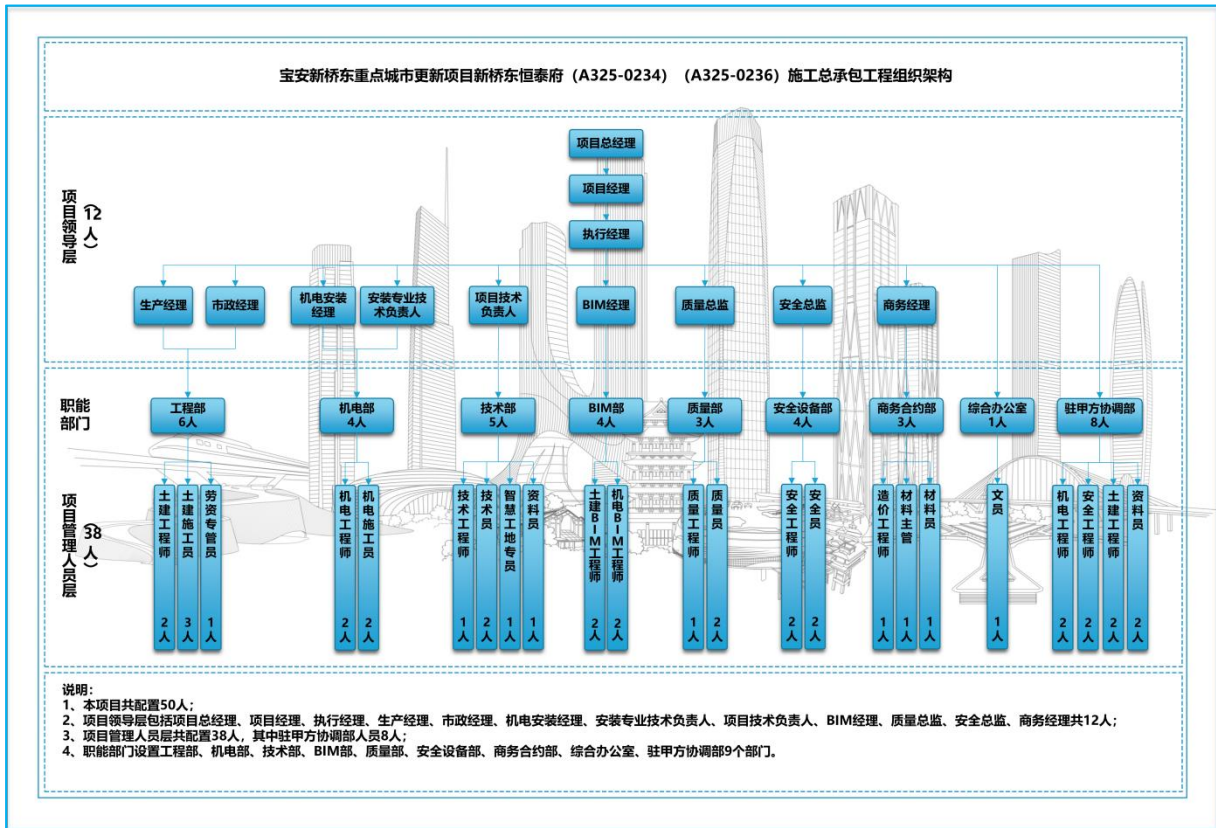 宝安新桥东重点城市更新项目新桥东恒泰府（A325-0234）（A325-0236）施工总承包工程组织架构
项目领导层（12人）
项目总经理
项目经理
执行经理
生产经理
市政经理
机电安装
经理
安装专业技
术负责人
项目技术
负责人
BIM经理
质量总监
安全总监
商务经理
职能
部门
工程部
6人
机电部
4人
技术部
5人
BIM部
4人
质量部
3人
安全设备部
4人
商务合约部
3人
综合办公室
1人
驻甲方协调部
8人
项目管理人员层（38人）
土建工程师 2人
土建施工员 3人
劳资专管员 1人
机电工程师 2人
机电施工员 2人
技术工程师 1人
技术员 2人
智慧工地专员 1人
资料员 1人
土建BIM工程师 2人
机电BIM工程师 2人
质量工程师 1人
质量员 2人
安全工程师 2人
安全员 2人
造价工程师 1人
材料主管 1人
材料员 1人
文员 1人
机电工程师 2人
安全工程师 2人
土建工程师 2人
资料员 2人
说明：
1、本项目共配置50人；
2、项目领导层包括项目总经理、项目经理、执行经理、生产经理、市政经理、机电安装经理、安装专业技术负责人、项目技术负责人、BIM经理、质量总监、安全总监、商务经理共12人；
3、项目管理人员层共配置38人，其中驻甲方协调部人员8人；
4、职能部门设置工程部、机电部、技术部、BIM部、质量部、安全设备部、商务合约部、综合办公室、驻甲方协调部9个部门。